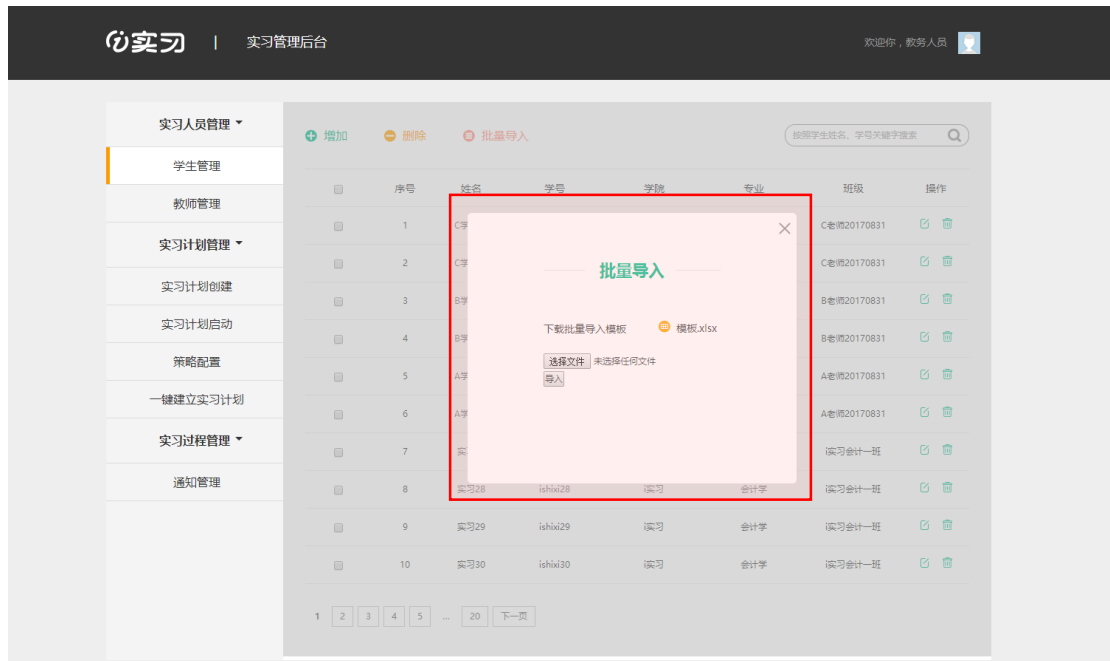 i实习 | 实习管理后台 欢迎你，教务人员
实习人员管理
学生管理
教师管理
实习计划管理
实习计划创建
实习计划启动
策略配置
一键建立实习计划
实习过程管理
通知管理
增加 删除 批量导入 按照学生姓名、学号关键字搜索
序号 姓名 学号 学院 专业 班级 操作
1 C学 C老师20170831
2 C学 C老师20170831
3 B学 B老师20170831
4 B学 B老师20170831
5 A学 A老师20170831
6 A学 A老师20170831
7 实 i实习会计一班
8 实习28 ishixi28 i实习 会计学 i实习会计一班
9 实习29 ishixi29 i实习 会计学 i实习会计一班
10 实习30 ishixi30 i实习 会计学 i实习会计一班
批量导入
下载批量导入模板 模板.xlsx
选择文件 未选择任何文件
导入
1 2 3 4 5 ... 20 下一页